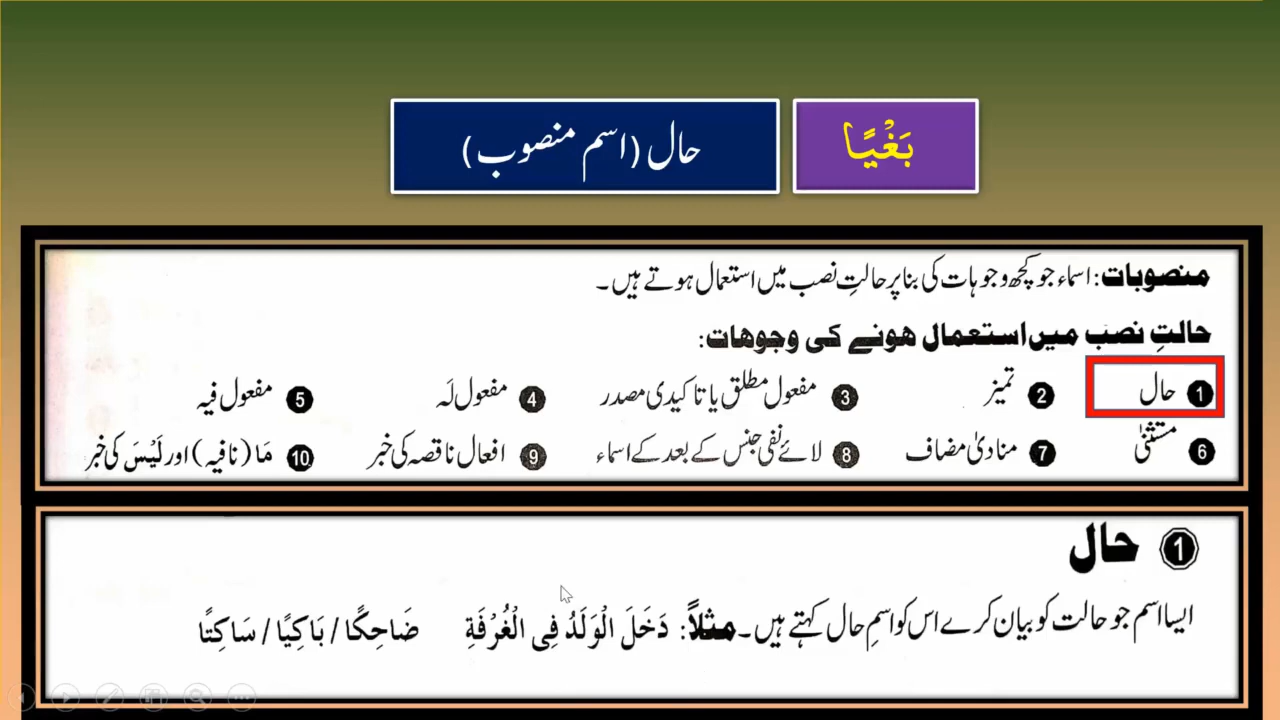 بَغْيًا
حال (اسم منصوب)
منصوبات: اسماء جو کچھ وجوہات کی بنا پر حالتِ نصب میں استعمال ہوتے ہیں۔
حالتِ نصب میں استعمال ہونے کی وجوہات:
1 حال 2 تمیز 3 مفعول مطلق یا تاکیدی مصدر 4 مفعول لَہ 5 مفعول فیہ
6 مستثنیٰ 7 منادیٰ مضاف 8 لائے نفی جنس کے بعد کے اسماء 9 افعال ناقصہ کی خبر 10 مَا (نافیہ) اور لَیْسَ کی خبر
1 حال
ایسا اسم جو حالت کو بیان کرے اس کو اسمِ حال کہتے ہیں۔ مثلاً: دَخَلَ الْوَلَدُ فِی الْغُرْفَةِ ضَاحِكًا / بَاكِيًا / سَاكِتًا